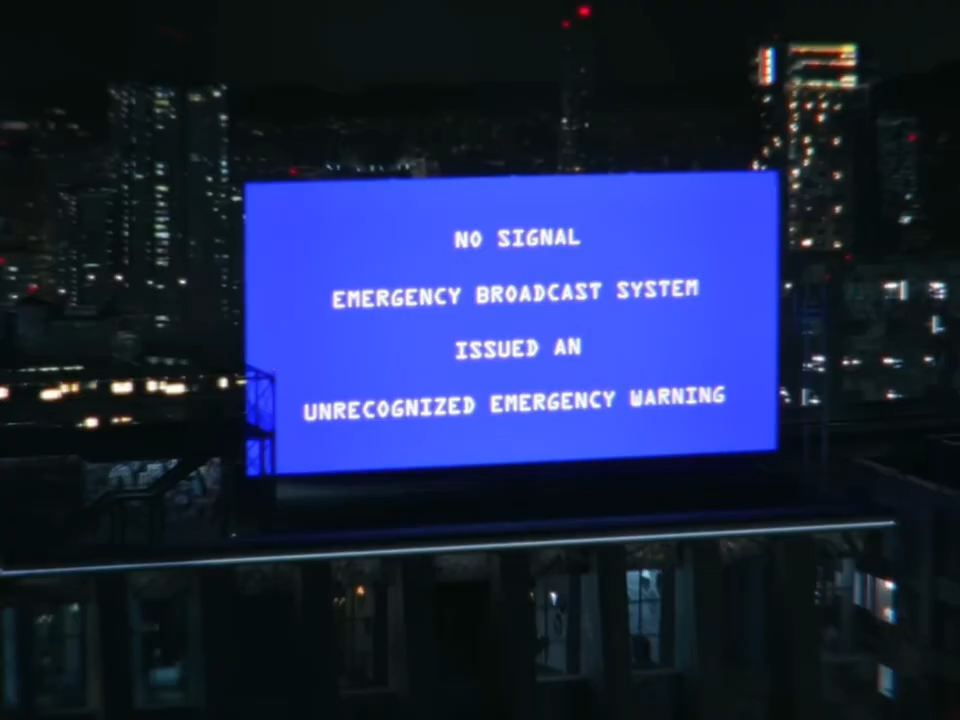 NO SIGNAL
EMERGENCY BROADCAST SYSTEM
ISSUED AN
UNRECOGNIZED EMERGENCY WARNING